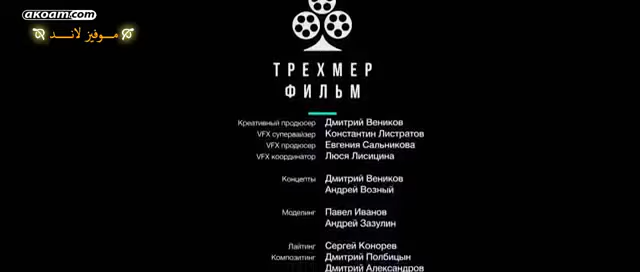 akoam.com
موفيز لانـــد
ТРЕХМЕР
ФИЛЬМ
Креативный продюсер Дмитрий Веников
VFX супервайзер Константин Листратов
VFX продюсер Евгения Сальникова
VFX координатор Люся Лисицина
Концепты Дмитрий Веников
Андрей Возный
Моделинг Павел Иванов
Андрей Зазулин
Лайтинг Сергей Конорев
Композитинг Дмитрий Полбицын
Дмитрий Александров